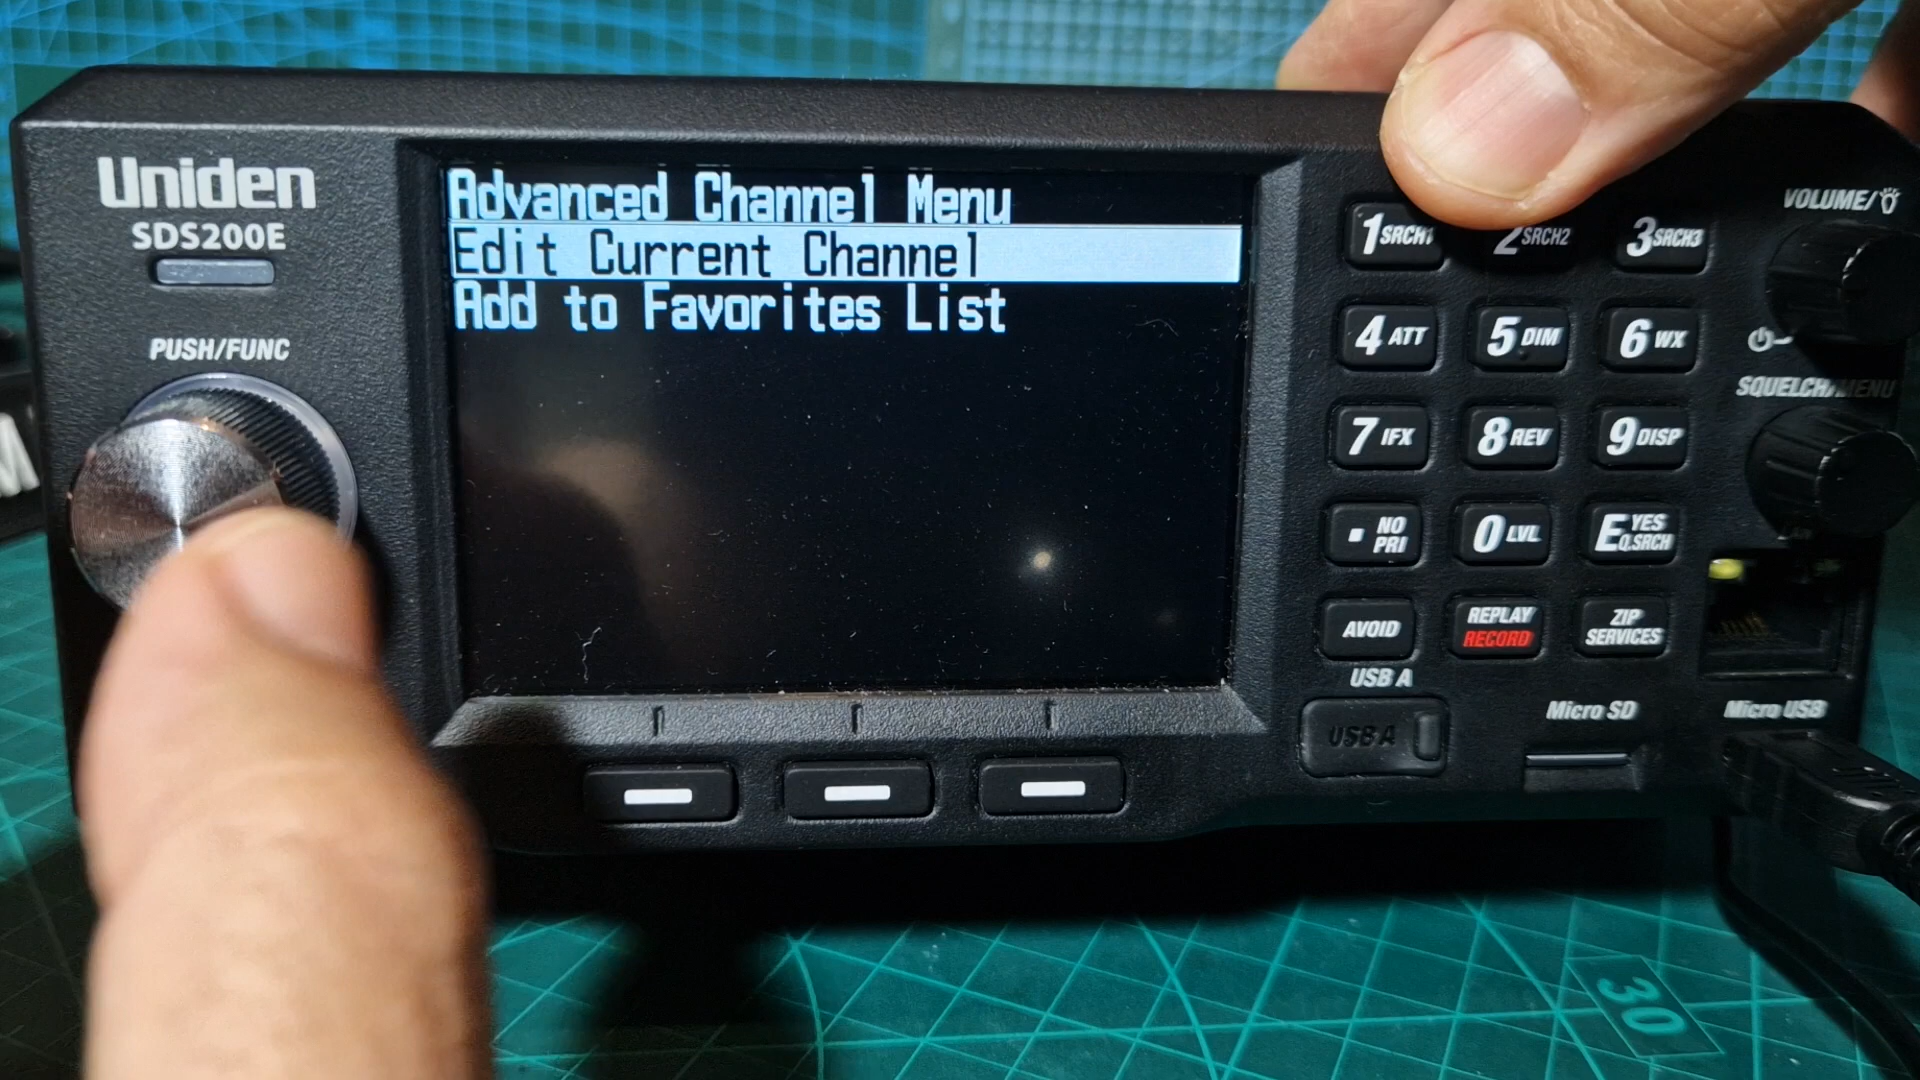 Uniden
SDS200E
PUSH/FUNC
Advanced Channel Menu
Edit Current Channel
Add to Favorites List
1 SRCH1
2 SRCH2
3 SRCH3
4 ATT
5 DIM
6 WX
7 IFX
8 REV
9 DISP
. NO PRI
0 LVL
E YES Q.SRCH
AVOID
REPLAY
RECORD
ZIP
SERVICES
VOLUME/
SQUELCH/MENU
USB A
USB A
Micro SD
Micro USB
30
M